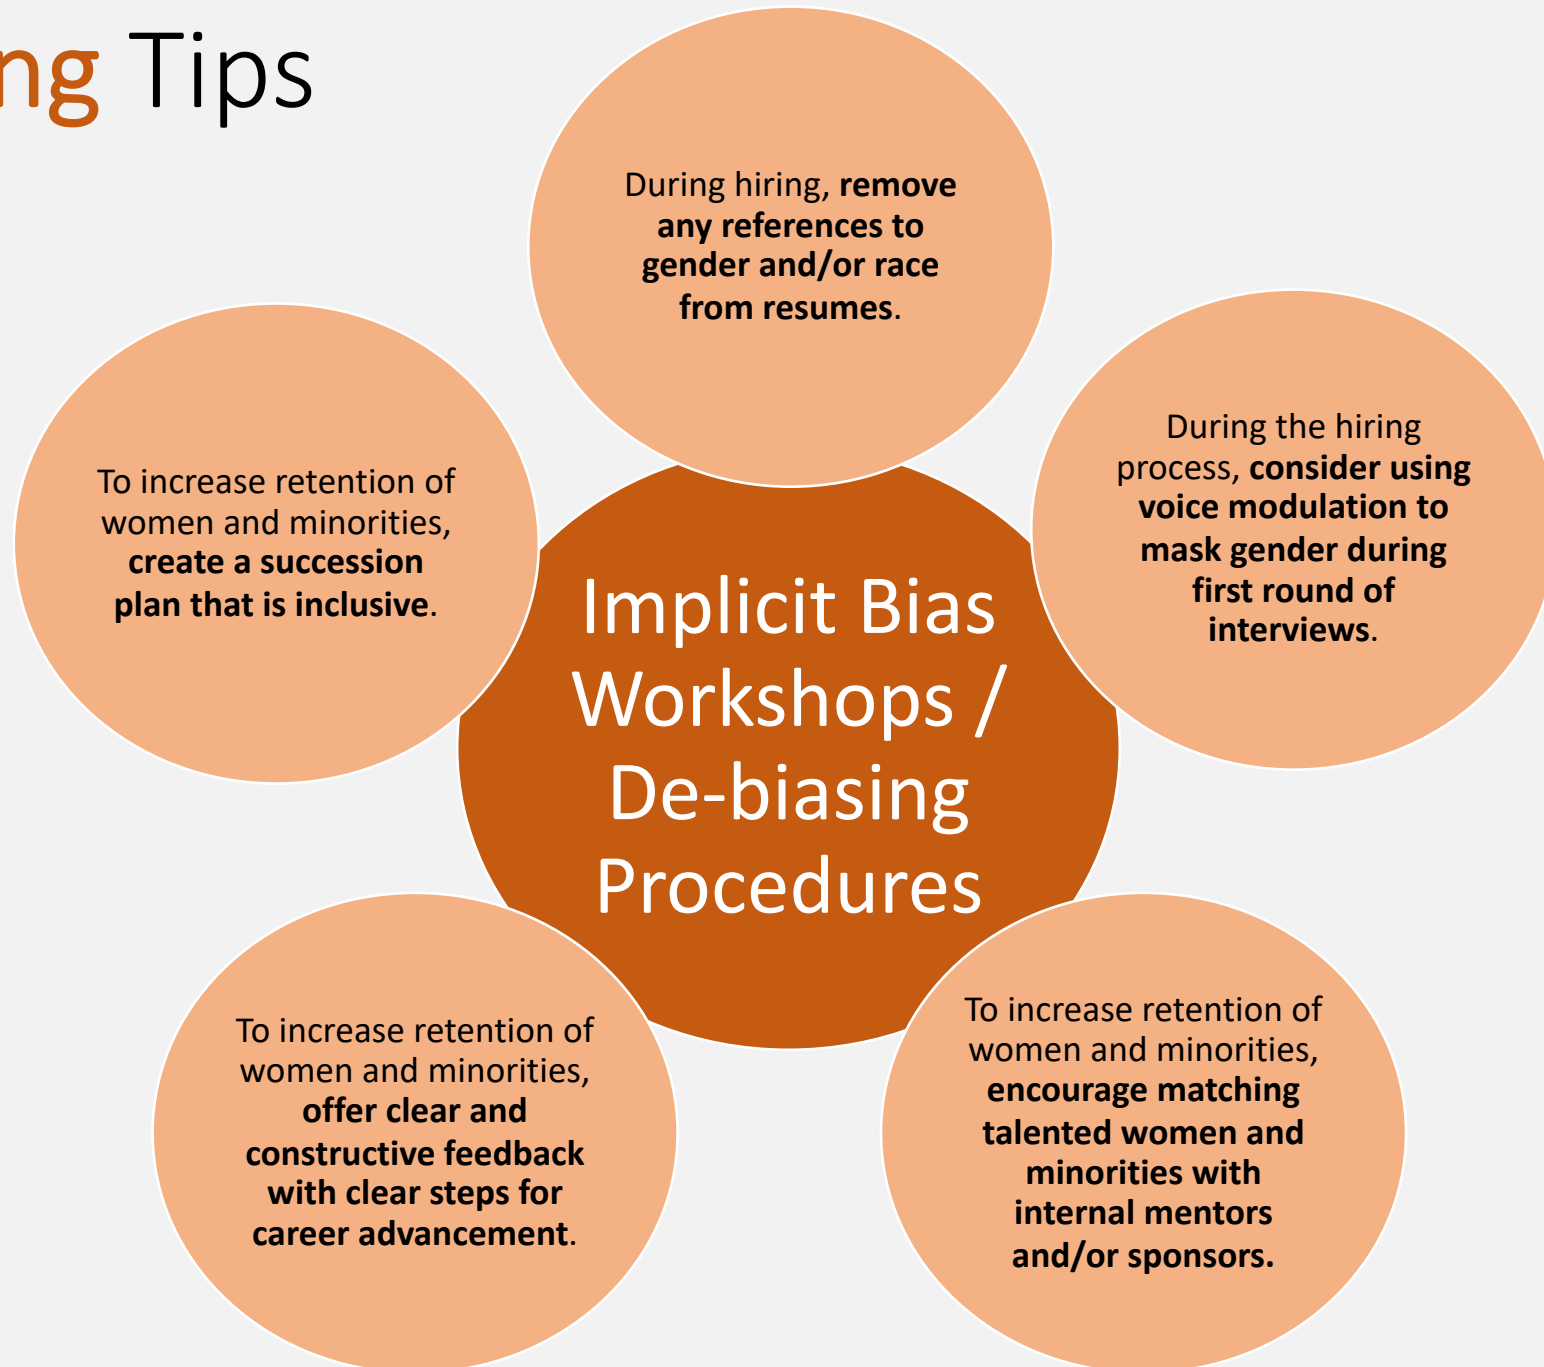 ng Tips
During hiring, remove
any references to
gender and/or race
from resumes.
During the hiring
process, consider using
voice modulation to
mask gender during
first round of
interviews.
To increase retention of
women and minorities,
encourage matching
talented women and
minorities with
internal mentors
and/or sponsors.
To increase retention of
women and minorities,
offer clear and
constructive feedback
with clear steps for
career advancement.
To increase retention of
women and minorities,
create a succession
plan that is inclusive.
Implicit Bias
Workshops /
De-biasing
Procedures